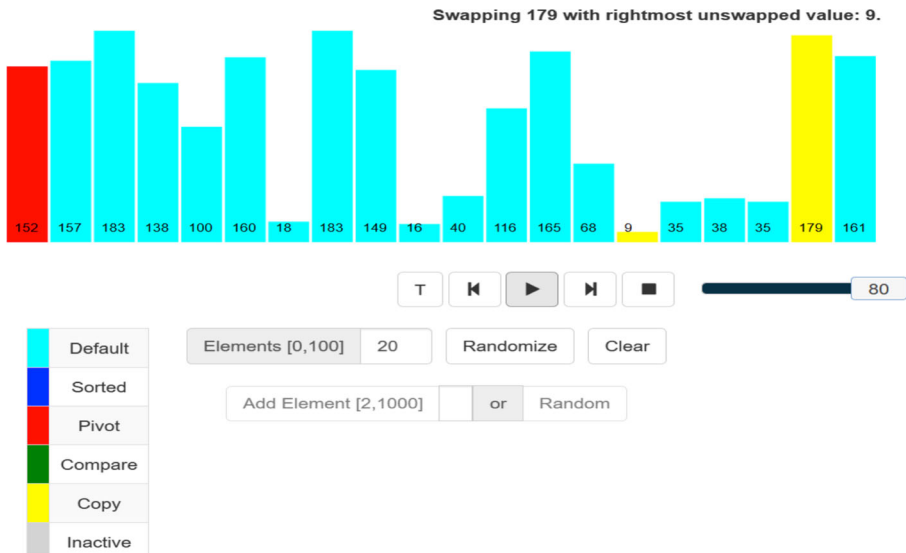 Swapping 179 with rightmost unswapped value: 9.
152 157 183 138 100 160 18 183 149 16 40 116 165 68 9 35 38 35 179 161
T
80
Default
Elements [0,100] 20 Randomize Clear
Sorted
Add Element [2,1000] or Random
Pivot
Compare
Copy
Inactive